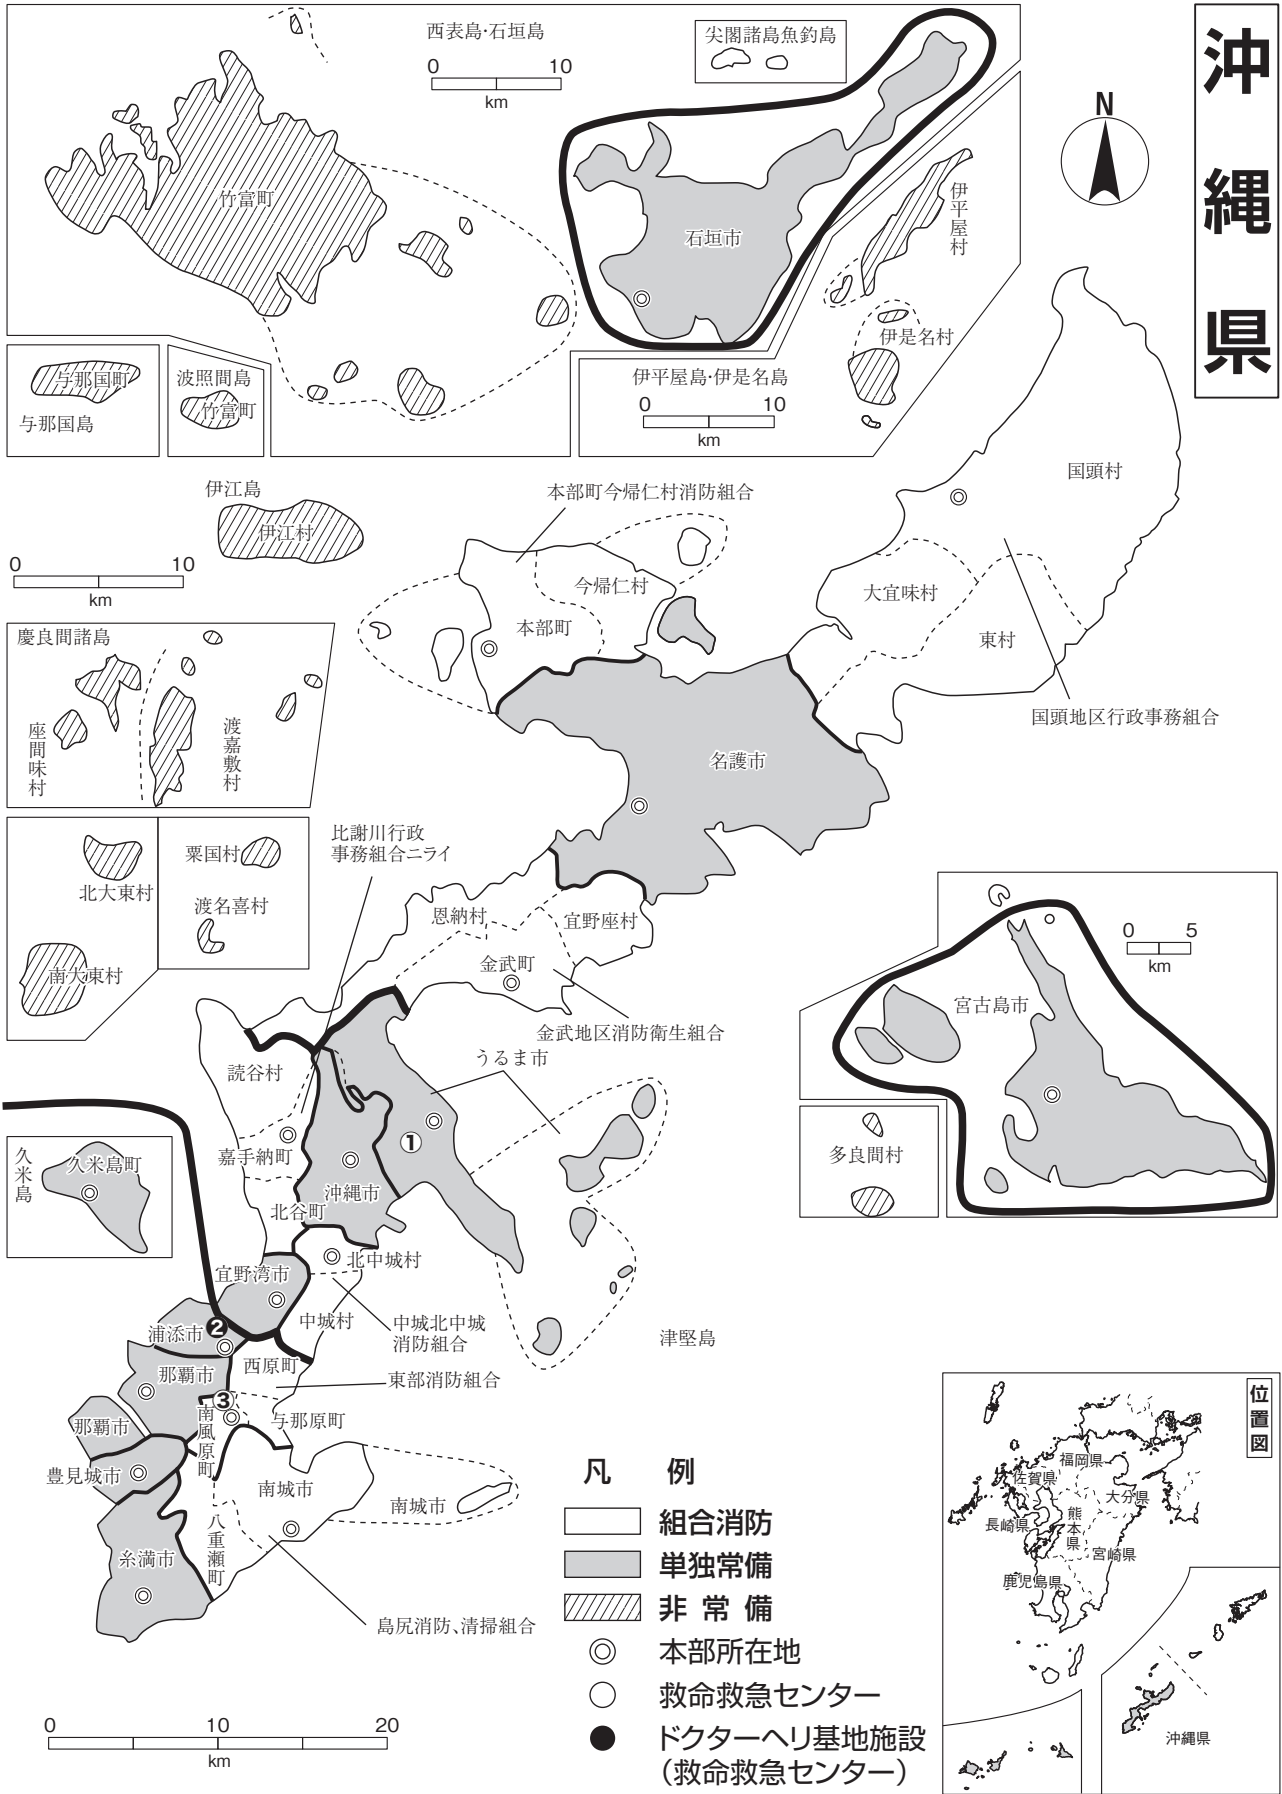 沖縄県
西表島・石垣島
0 10
km
尖閣諸島魚釣島
N
竹富町
石垣市
伊平屋村
伊是名村
与那国町
与那国島
波照間島
竹富町
伊平屋島・伊是名島
0 10
km
国頭村
伊江島
伊江村
本部町今帰仁村消防組合
0 10
km
今帰仁村
本部町
大宜味村
東村
国頭地区行政事務組合
慶良間諸島
座間味村
渡嘉敷村
名護市
比謝川行政
事務組合ニライ
北大東村
南大東村
粟国村
渡名喜村
恩納村
宜野座村
金武町
金武地区消防衛生組合
うるま市
0 5
km
宮古島市
多良間村
読谷村
嘉手納町
①
沖縄市
北谷町
久米島
久米島町
北中城村
宜野湾市
中城村
中城北中城
消防組合
津堅島
❷
浦添市
西原町
那覇市
③
東部消防組合
与那原町
南風原町
那覇市
豊見城市
南城市
南城市
八重瀬町
糸満市
島尻消防、清掃組合
凡例
組合消防
単独常備
非常備
本部所在地
救命救急センター
ドクターヘリ基地施設
（救命救急センター）
0 10 20
km
位置図
福岡県
佐賀県
大分県
長崎県
熊本県
宮崎県
鹿児島県
沖縄県